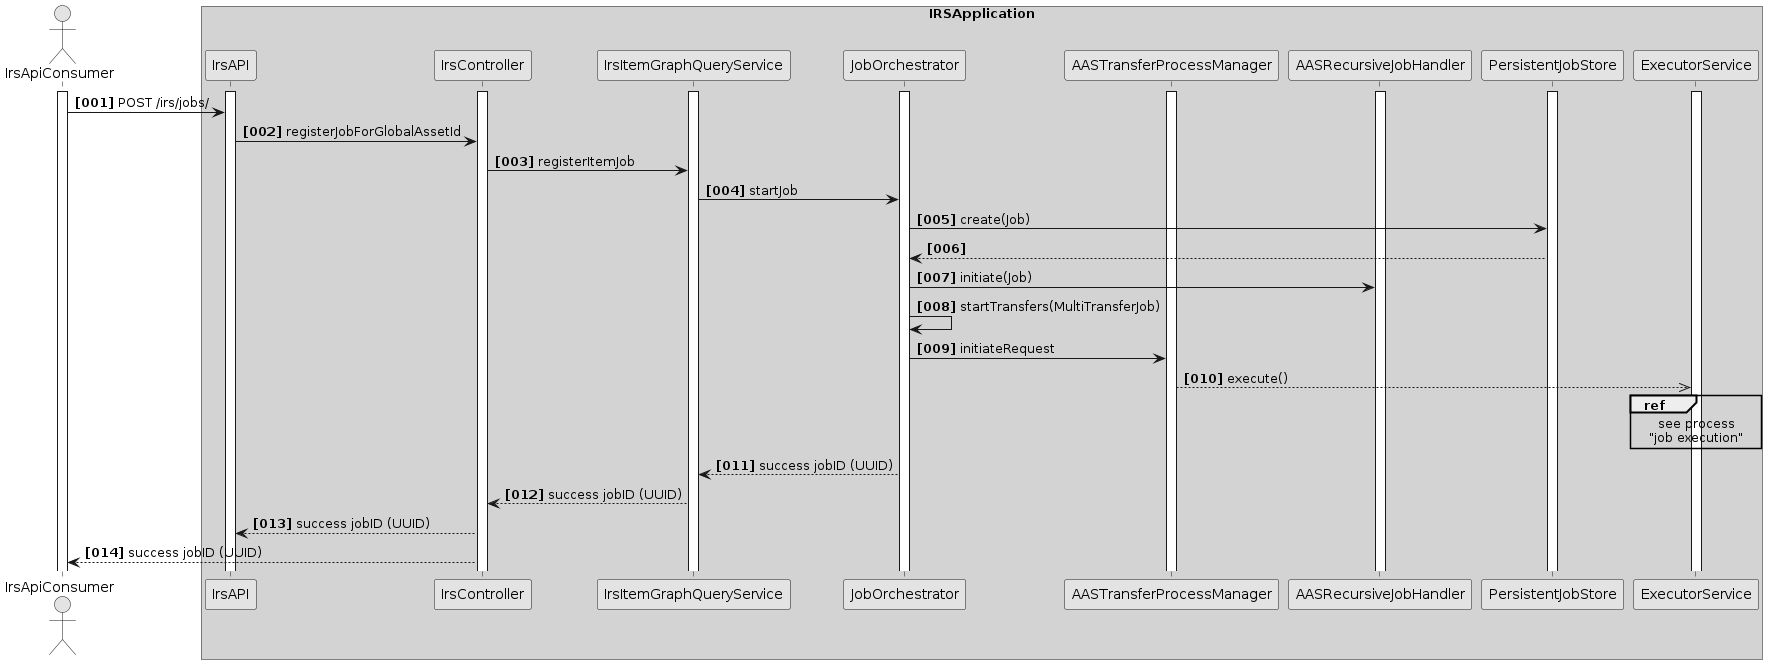 IRSApplication
IrsApiConsumer
IrsAPI
IrsController
IrsItemGraphQueryService
JobOrchestrator
AASTransferProcessManager
AASRecursiveJobHandler
PersistentJobStore
ExecutorService
[001] POST /irs/jobs/
[002] registerJobForGlobalAssetId
[003] registerItemJob
[004] startJob
[005] create(Job)
[006]
[007] initiate(Job)
[008] startTransfers(MultiTransferJob)
[009] initiateRequest
[010] execute()
ref
see process
"job execution"
[011] success jobID (UUID)
[012] success jobID (UUID)
[013] success jobID (UUID)
[014] success jobID (UUID)
IrsApiConsumer
IrsAPI
IrsController
IrsItemGraphQueryService
JobOrchestrator
AASTransferProcessManager
AASRecursiveJobHandler
PersistentJobStore
ExecutorService